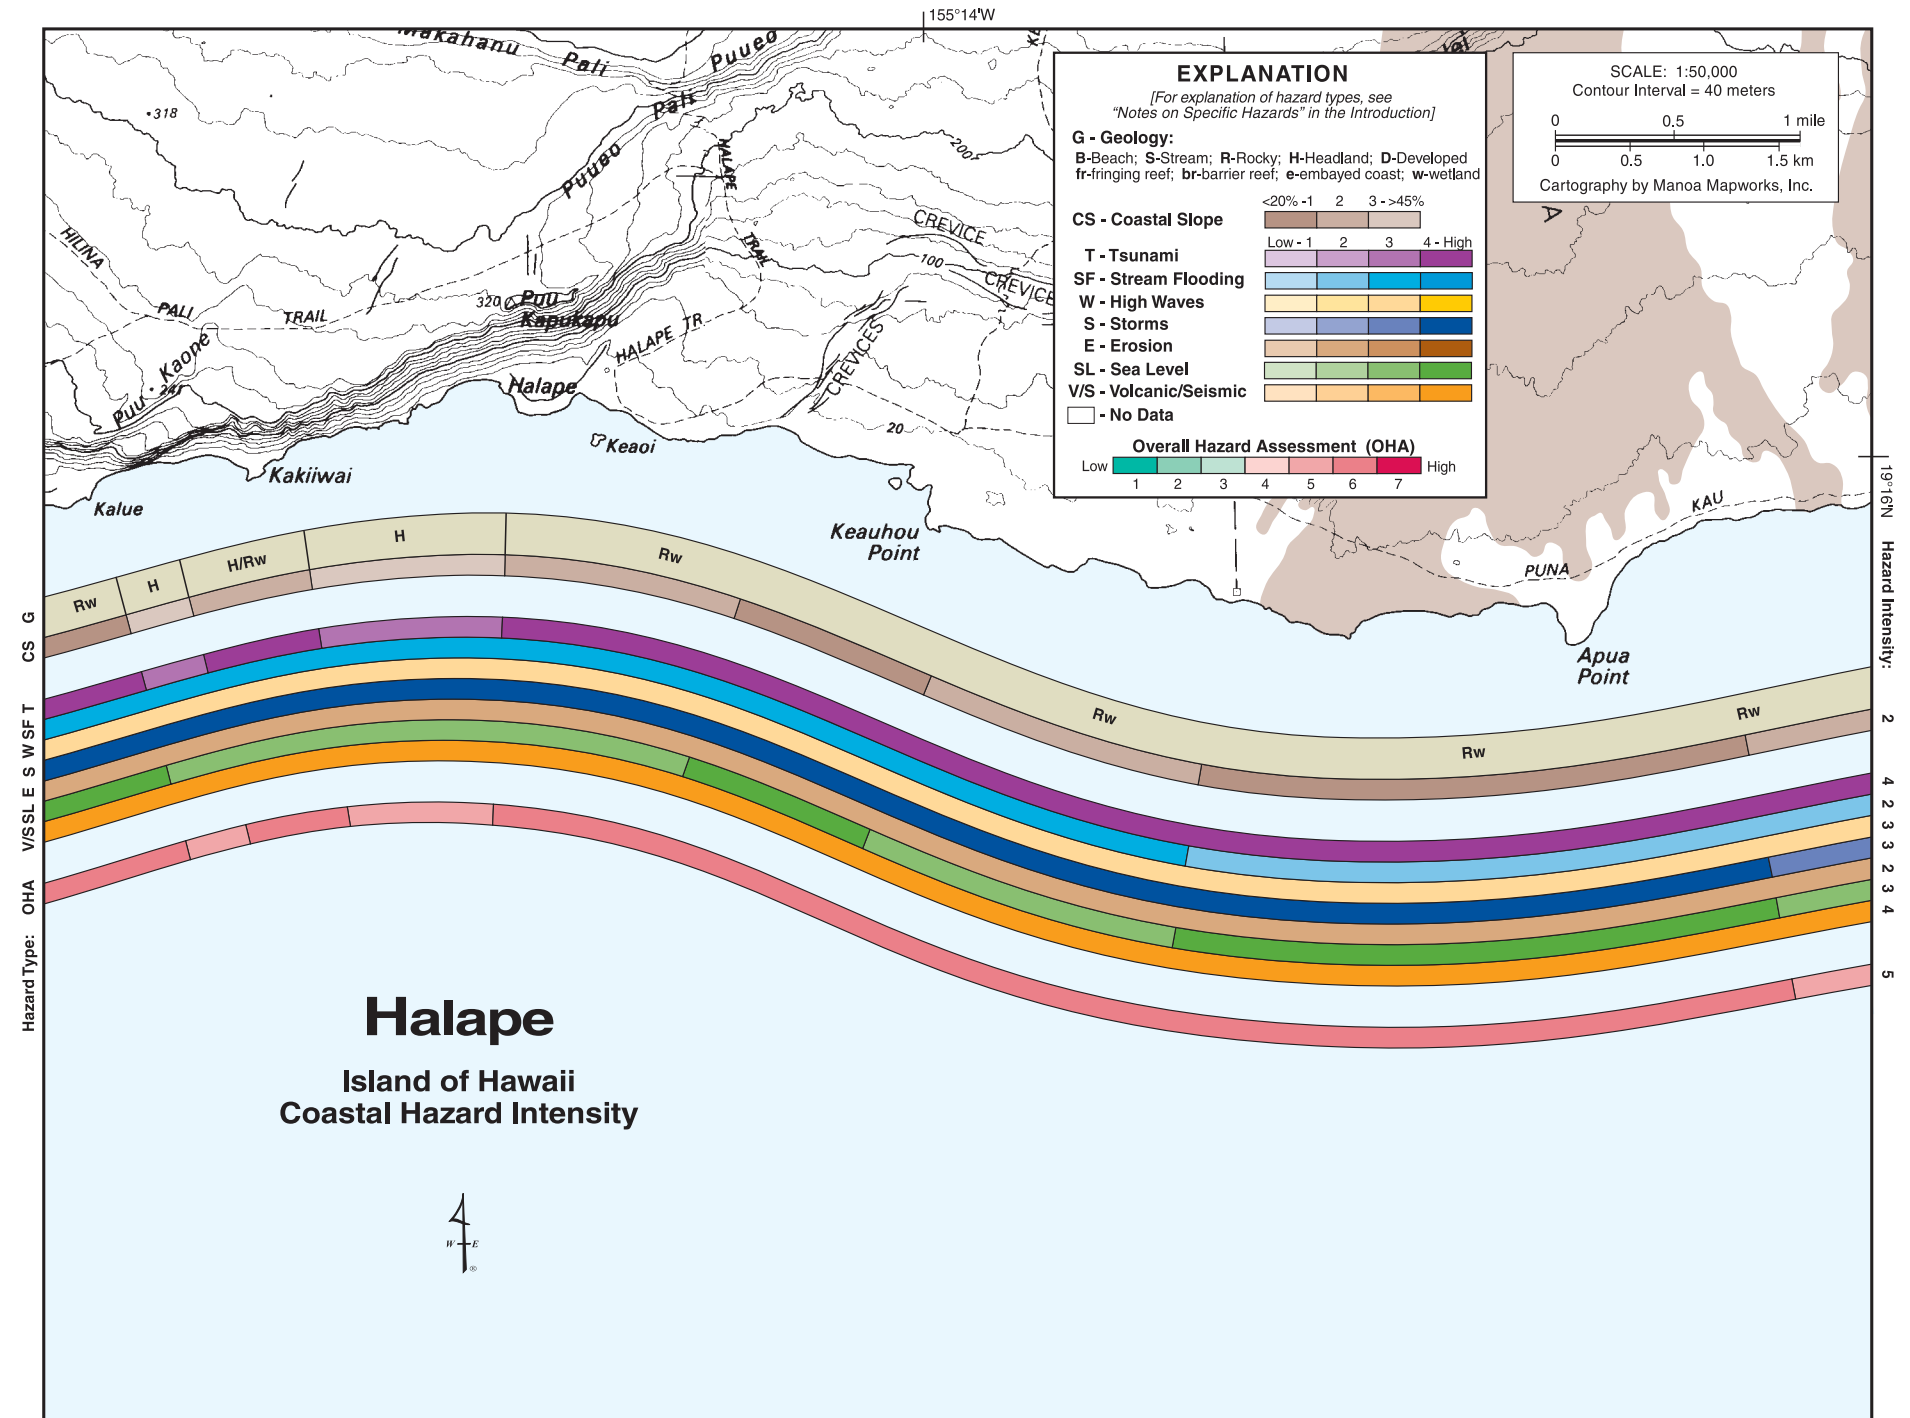 155°14'W
Makahanu
Pali
Puueo
Pali
•318
Puueo
HALAPE
TRAIL
200
CREVICE
100
CREVICE
CREVICES
HILINA
PALI
TRAIL
320
Puu
Kapukapu
HALAPE TR
Puu Kaone
241
Halape
20
Keaoi
Kakiiwai
Kalue
Keauhou
Point
KAU
PUNA
Apua
Point
A
19°16'N
EXPLANATION
[For explanation of hazard types, see
“Notes on Specific Hazards” in the Introduction]
G - Geology:
B-Beach; S-Stream; R-Rocky; H-Headland; D-Developed
fr-fringing reef; br-barrier reef; e-embayed coast; w-wetland
<20% -1 2 3 - >45%
CS - Coastal Slope
Low - 1 2 3 4 - High
T - Tsunami
SF - Stream Flooding
W - High Waves
S - Storms
E - Erosion
SL - Sea Level
V/S - Volcanic/Seismic
- No Data
Overall Hazard Assessment (OHA)
Low High
1 2 3 4 5 6 7
SCALE: 1:50,000
Contour Interval = 40 meters
0 0.5 1 mile
0 0.5 1.0 1.5 km
Cartography by Manoa Mapworks, Inc.
Rw H H/Rw H Rw Rw Rw Rw
Hazard Type: OHA V/S SL E S W SF T CS G
Hazard Intensity: 2 4 2 3 3 2 3 4 5
Halape
Island of Hawaii
Coastal Hazard Intensity
W E
®